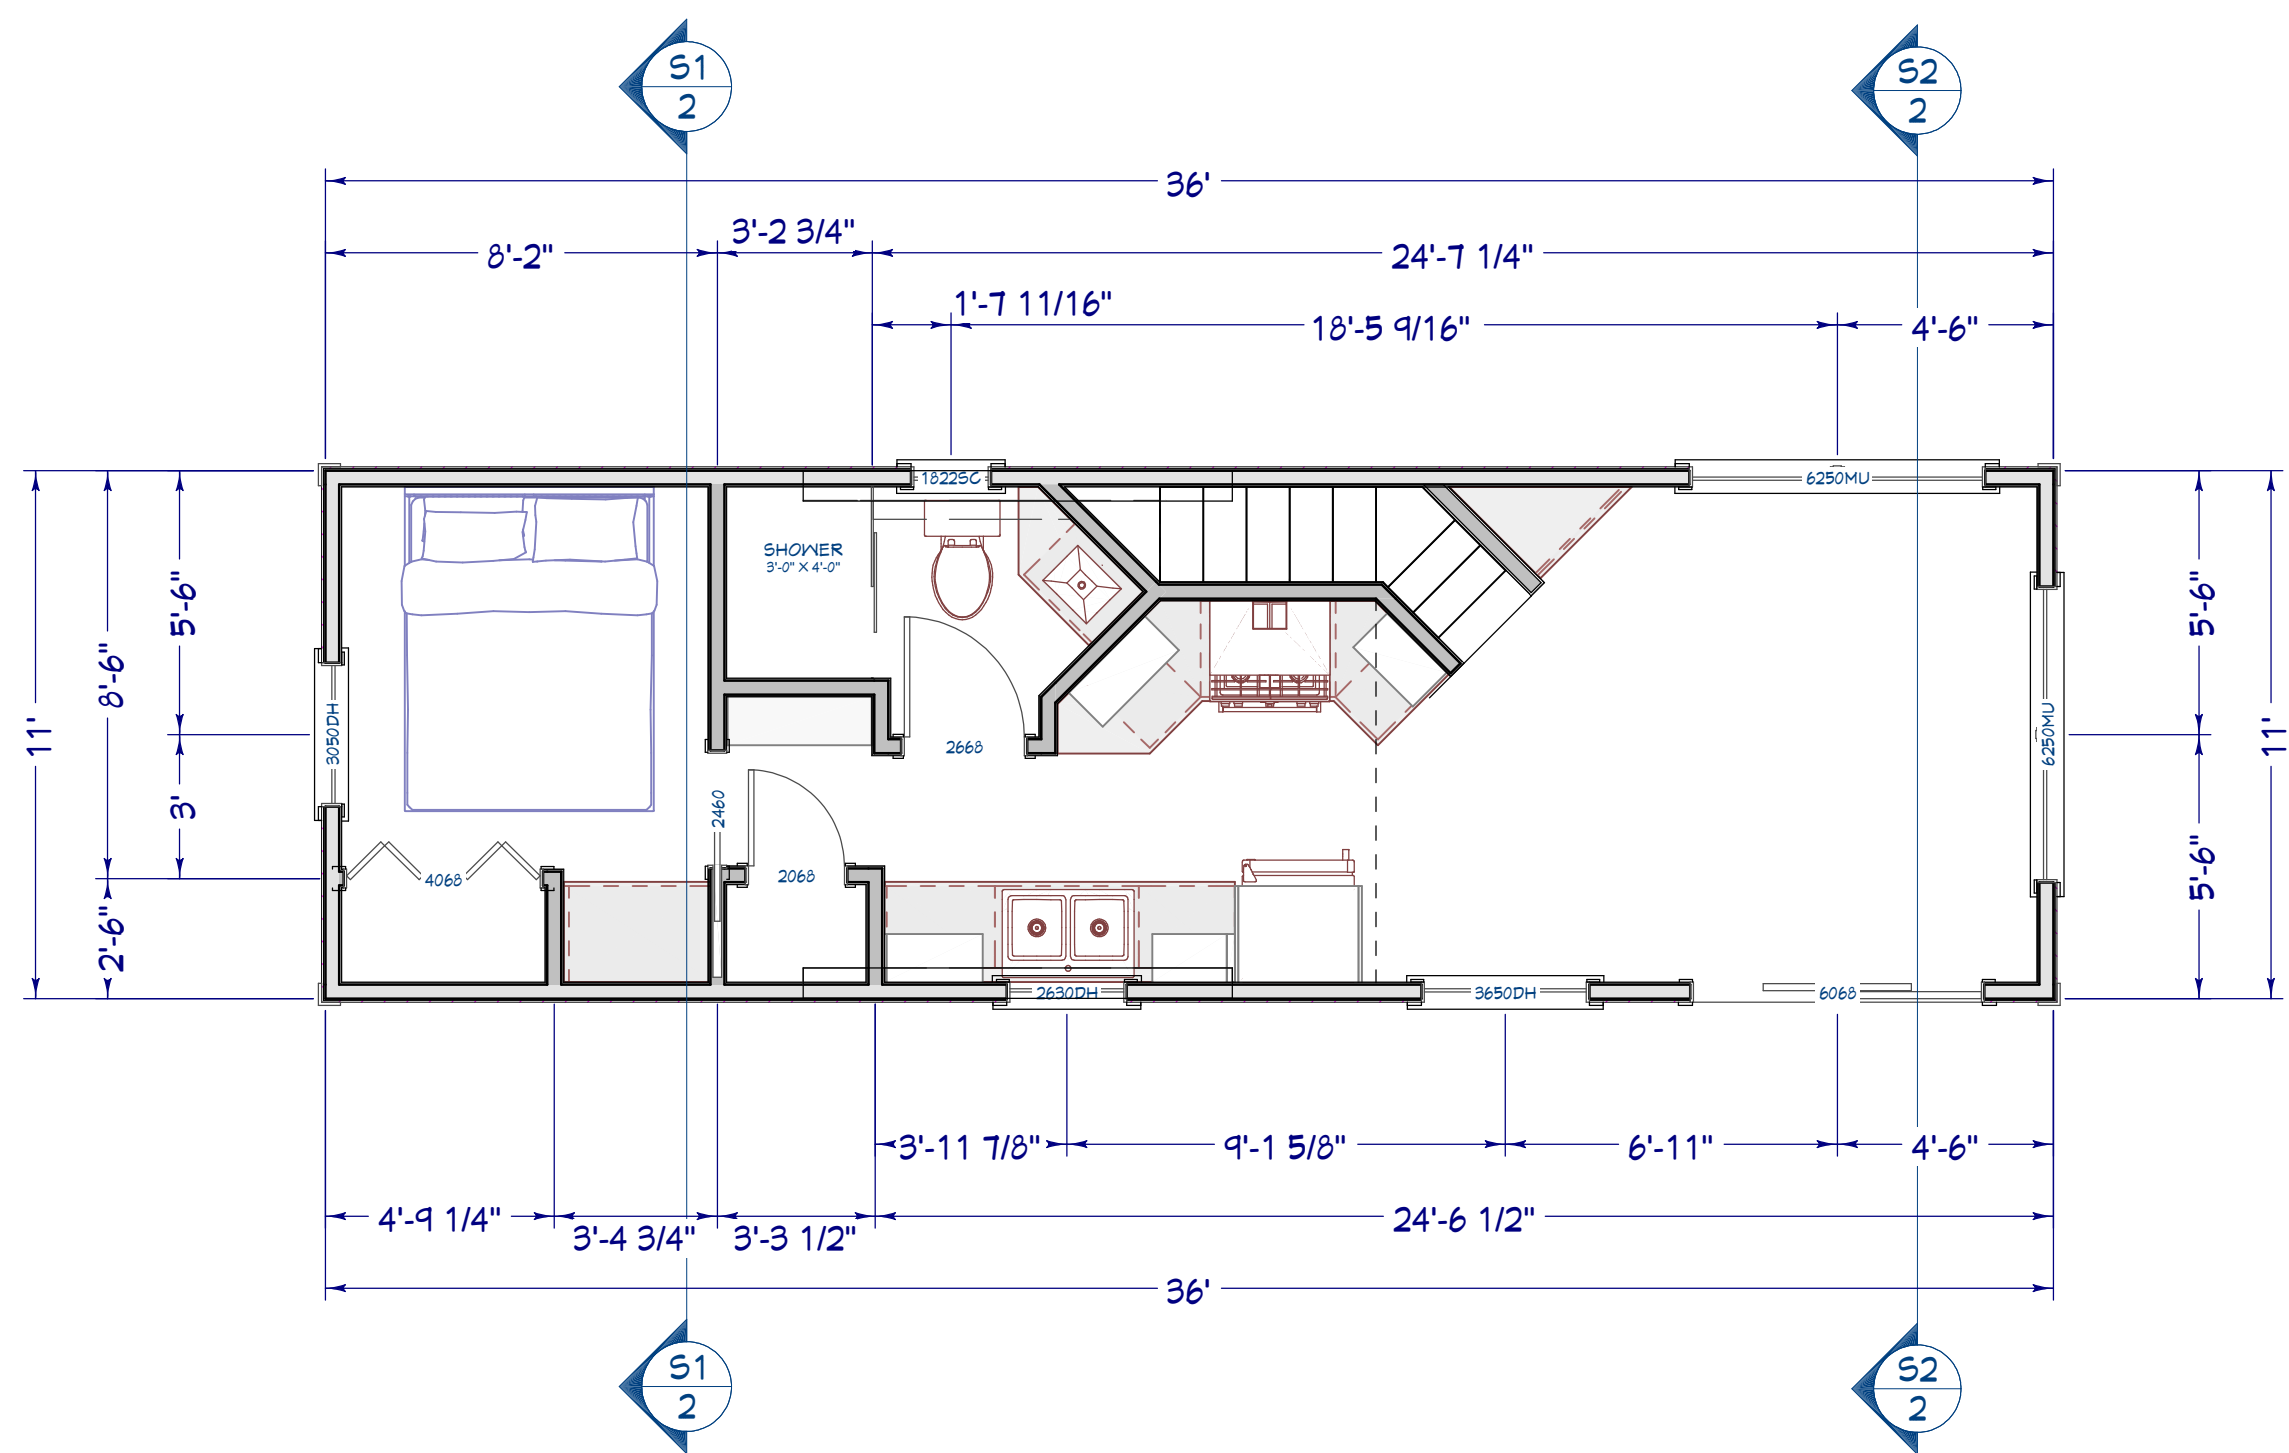 S1
2
S2
2
36'
3'-2 3/4"
8'-2"
24'-7 1/4"
1'-7 11/16"
18'-5 9/16"
4'-6"
1822SC
6250MU
SHOWER
3'-0" X 4'-0"
11'
8'-6"
5'-6"
3'
2'-6"
3050DH
2460
2668
4068
2068
2630DH
3650DH
6068
6250MU
5'-6"
5'-6"
11'
3'-11 7/8"
9'-1 5/8"
6'-11"
4'-6"
4'-9 1/4"
3'-4 3/4"
3'-3 1/2"
24'-6 1/2"
36'
S1
2
S2
2